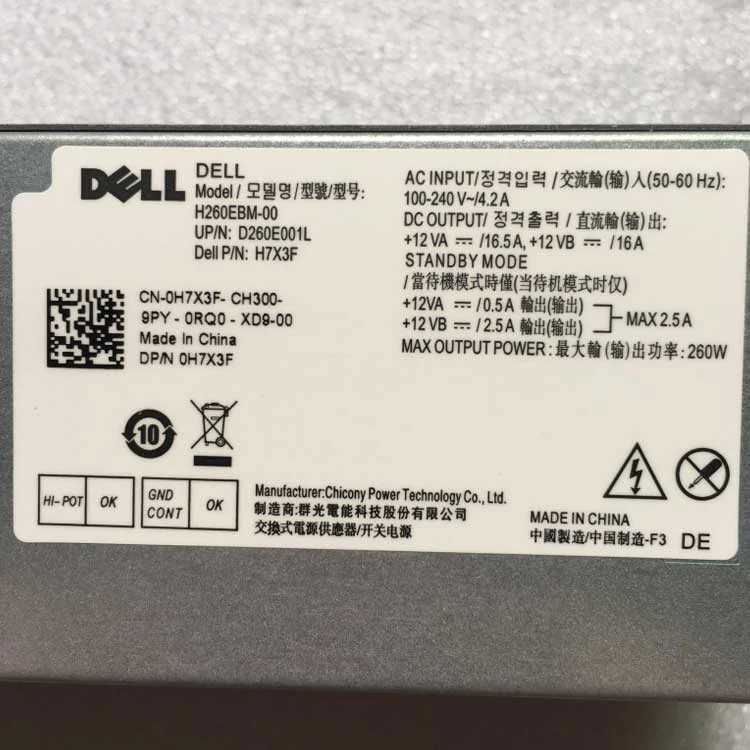 DELL
DELL
Model / 모델명/型號/型号:
H260EBM-00
UP/N: D260E001L
Dell P/N: H7X3F
AC INPUT/정격입력 / 交流輸(输)入(50-60 Hz):
100-240 V~/4.2A
DC OUTPUT/ 정격출력 / 直流輸(输)出:
+12 VA ⎓ /16.5A, +12 VB ⎓ /16A
STANDBY MODE
/當待機模式時僅(当待机模式时仅)
+12VA ⎓ / 0.5 A 輸出(输出)
+12 VB ⎓ / 2.5 A 輸出(输出)
MAX 2.5 A
MAX OUTPUT POWER : 最大輸(输)出功率: 260W
CN-0H7X3F- CH300-
9PY - 0RQ0 - XD9-00
Made In China
DP/N 0H7X3F
10
HI-POT OK
GND CONT OK
Manufacturer:Chicony Power Technology Co., Ltd.
制造商:群光電能科技股份有限公司
交換式電源供應器/开关电源
MADE IN CHINA
中國製造/中国制造-F3 DE